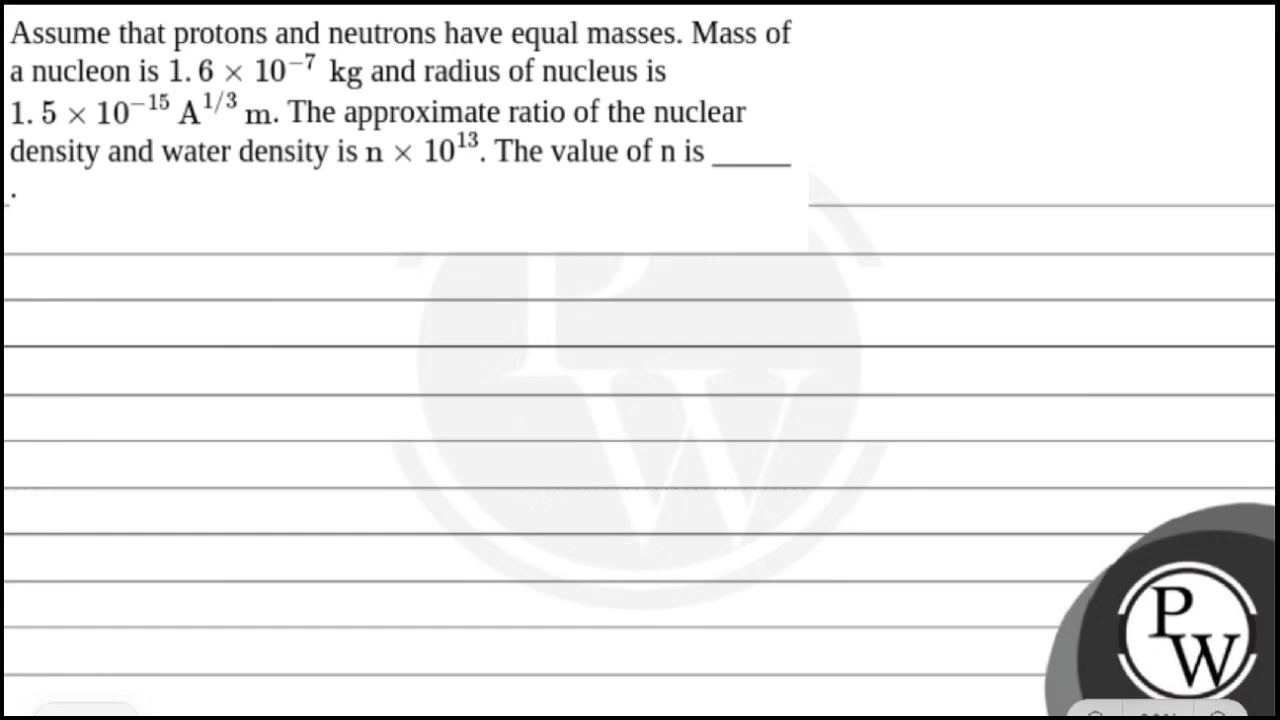 Assume that protons and neutrons have equal masses. Mass of
a nucleon is 1.6 × 10⁻⁷ kg and radius of nucleus is
1.5 × 10⁻¹⁵ A^{1/3} m. The approximate ratio of the nuclear
density and water density is n × 10¹³. The value of n is _____
.
P
W
P
W